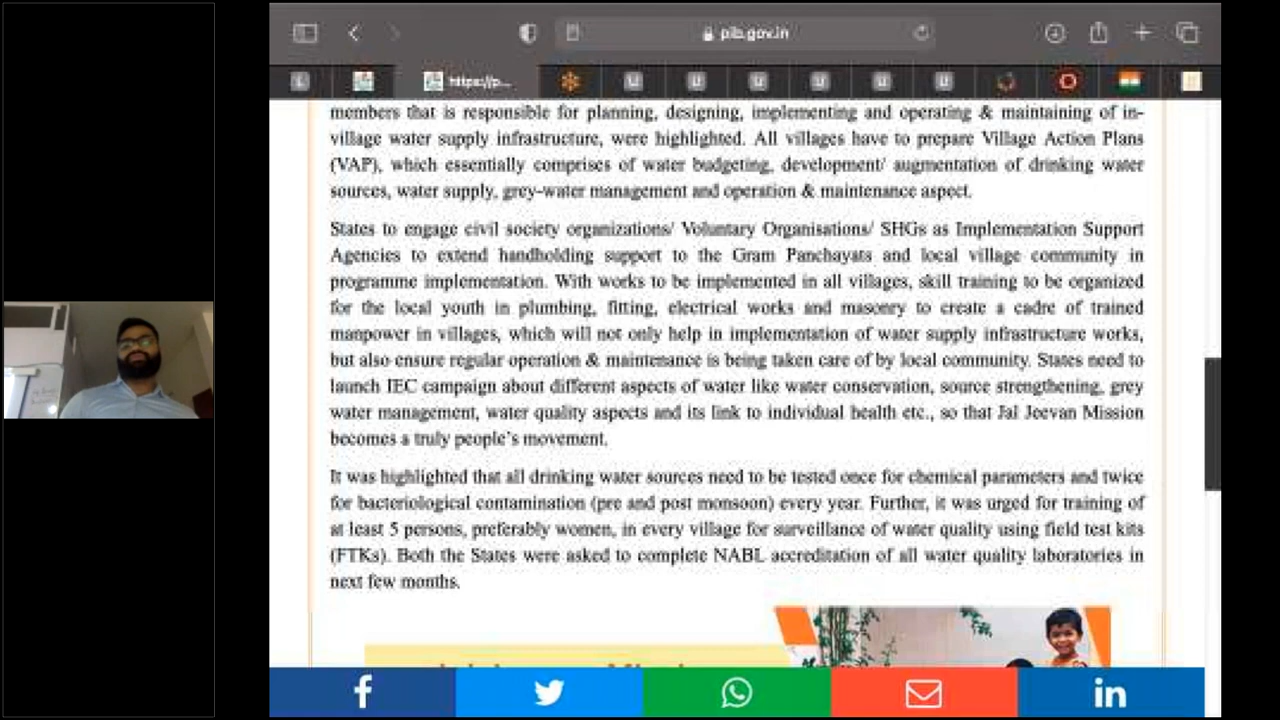 pib.gov.in
https://p...
members that is responsible for planning, designing, implementing and operating & maintaining of in-
village water supply infrastructure, were highlighted. All villages have to prepare Village Action Plans
(VAP), which essentially comprises of water budgeting, development/ augmentation of drinking water
sources, water supply, grey-water management and operation & maintenance aspect.
States to engage civil society organizations/ Voluntary Organisations/ SHGs as Implementation Support
Agencies to extend handholding support to the Gram Panchayats and local village community in
programme implementation. With works to be implemented in all villages, skill training to be organized
for the local youth in plumbing, fitting, electrical works and masonry to create a cadre of trained
manpower in villages, which will not only help in implementation of water supply infrastructure works,
but also ensure regular operation & maintenance is being taken care of by local community. States need to
launch IEC campaign about different aspects of water like water conservation, source strengthening, grey
water management, water quality aspects and its link to individual health etc., so that Jal Jeevan Mission
becomes a truly people's movement.
It was highlighted that all drinking water sources need to be tested once for chemical parameters and twice
for bacteriological contamination (pre and post monsoon) every year. Further, it was urged for training of
at least 5 persons, preferably women, in every village for surveillance of water quality using field test kits
(FTKs). Both the States were asked to complete NABL accreditation of all water quality laboratories in
next few months.